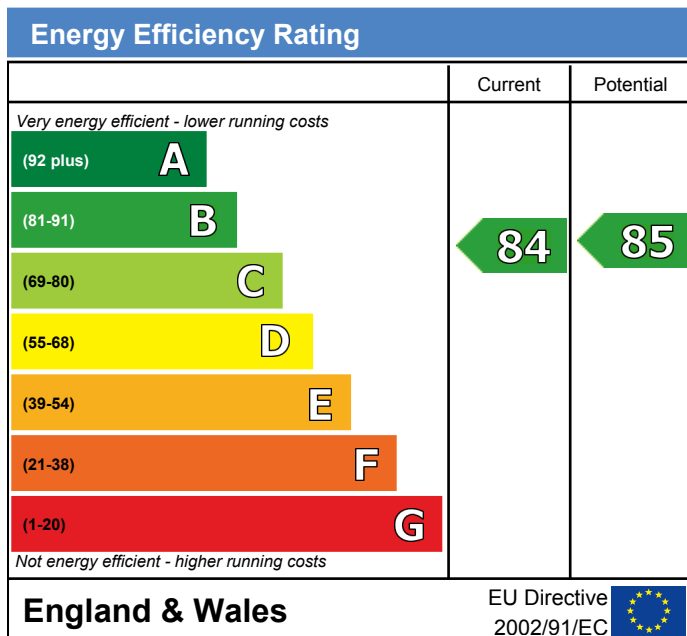 Energy Efficiency Rating
Current Potential
Very energy efficient - lower running costs
(92 plus) A
(81-91) B
84 85
(69-80) C
(55-68) D
(39-54) E
(21-38) F
(1-20) G
Not energy efficient - higher running costs
England & Wales
EU Directive
2002/91/EC